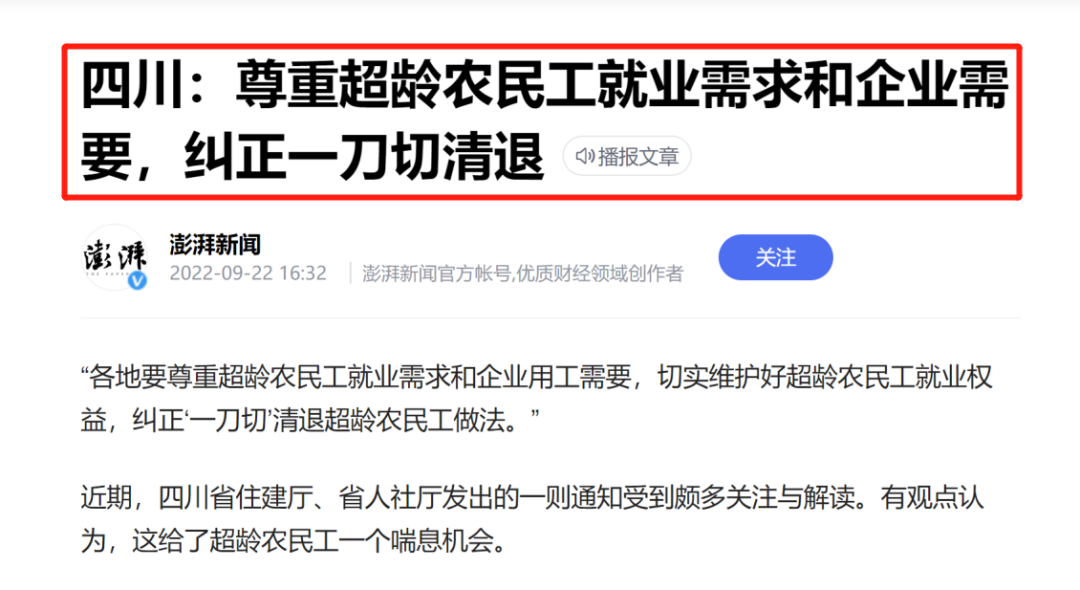 四川：尊重超龄农民工就业需求和企业需
要，纠正一刀切清退 播报文章
澎湃
澎湃新闻
2022-09-22 16:32 澎湃新闻官方帐号,优质财经领域创作者
关注
“各地要尊重超龄农民工就业需求和企业用工需要，切实维护好超龄农民工就业权
益，纠正‘一刀切’清退超龄农民工做法。”
近期，四川省住建厅、省人社厅发出的一则通知受到颇多关注与解读。有观点认
为，这给了超龄农民工一个喘息机会。